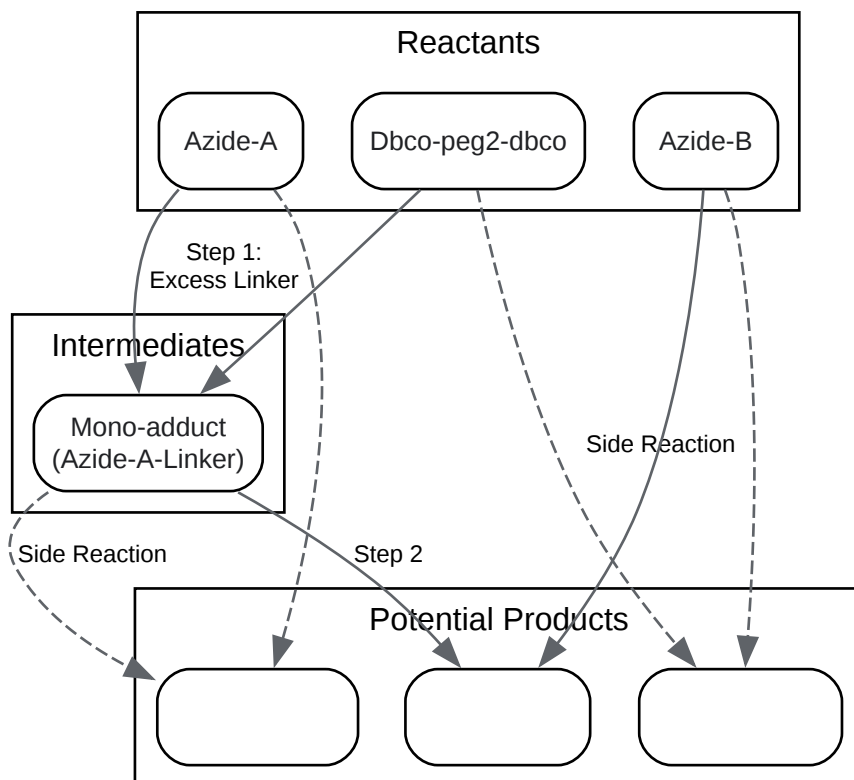 Reactants
Azide-A
Dbco-peg2-dbco
Azide-B
Step 1:
Excess Linker
Intermediates
Mono-adduct
(Azide-A-Linker)
Side Reaction
Side Reaction
Step 2
Potential Products